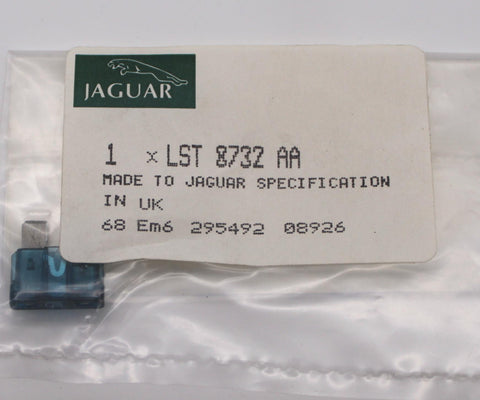 JAGUAR
1 x LST 8732 AA
MADE TO JAGUAR SPECIFICATION
IN UK
68 Em6 295492 08926